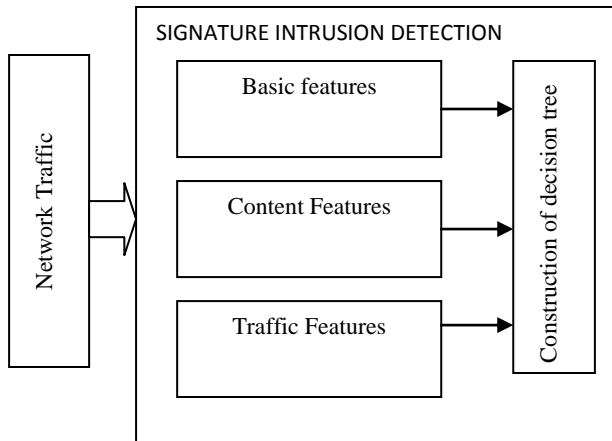 SIGNATURE INTRUSION DETECTION
Network Traffic
Basic features
Content Features
Traffic Features
Construction of decision tree